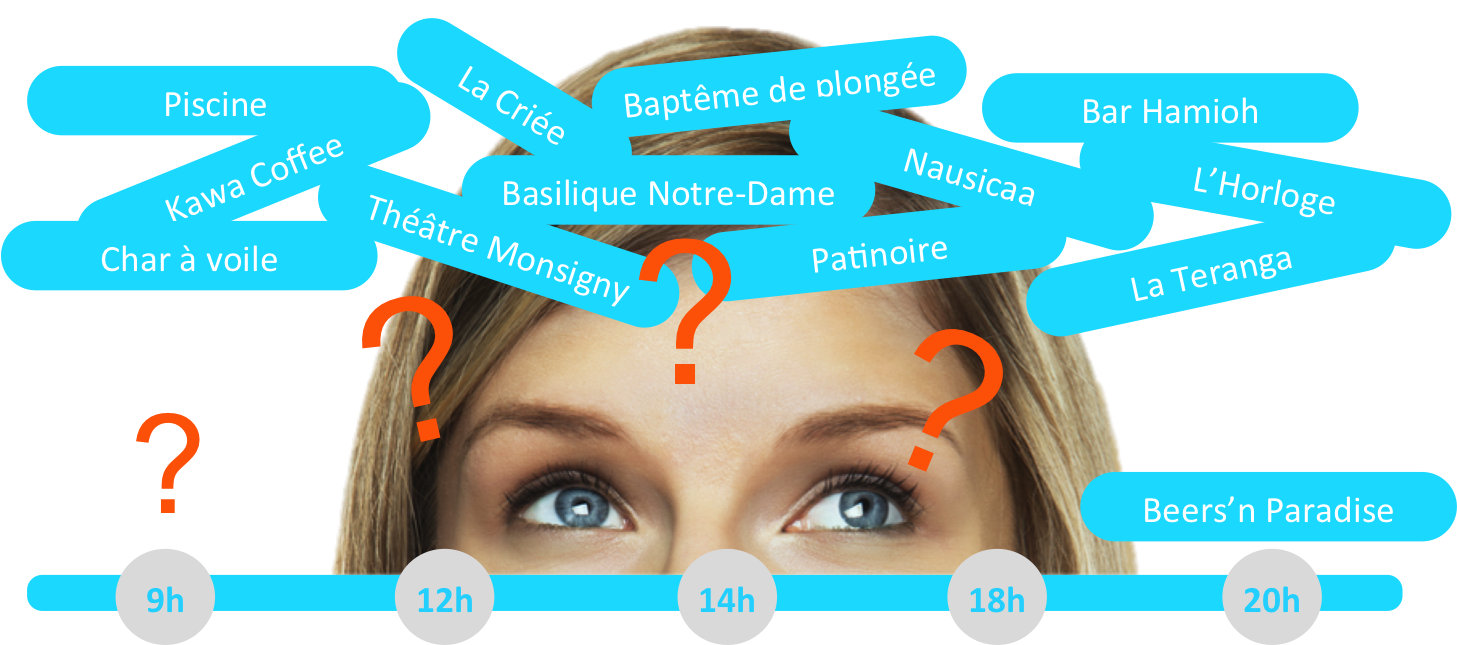 Piscine
La Criée
Baptême de plongée
Bar Hamioh
Kawa Coffee
Basilique Notre-Dame
Nausicaa
L’Horloge
Char à voile
Théâtre Monsigny
Patinoire
La Teranga
?
?
?
?
Beers’n Paradise
9h
12h
14h
18h
20h